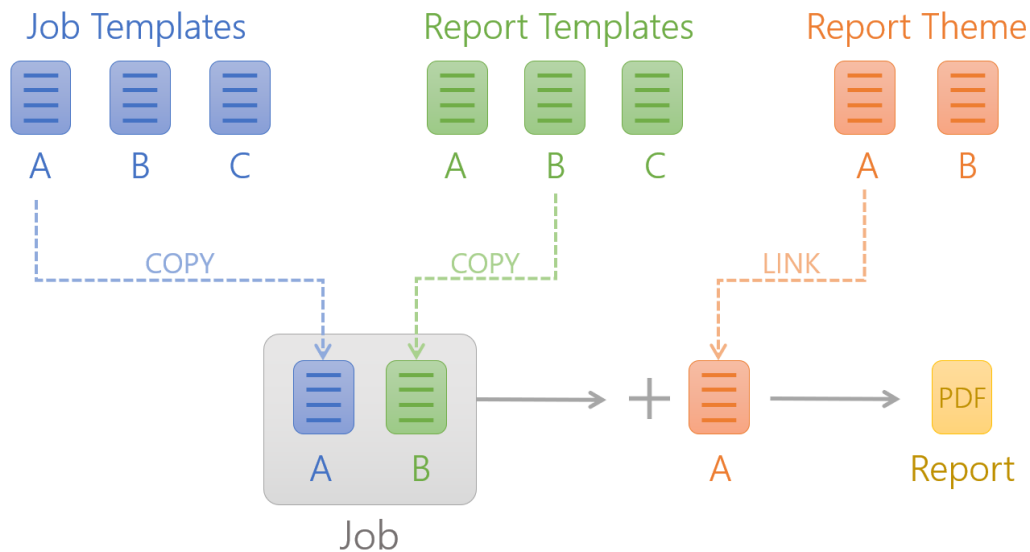 Job Templates
Report Templates
Report Theme
A B C
A B C
A B
COPY
COPY
LINK
PDF
A
B
A
Report
Job